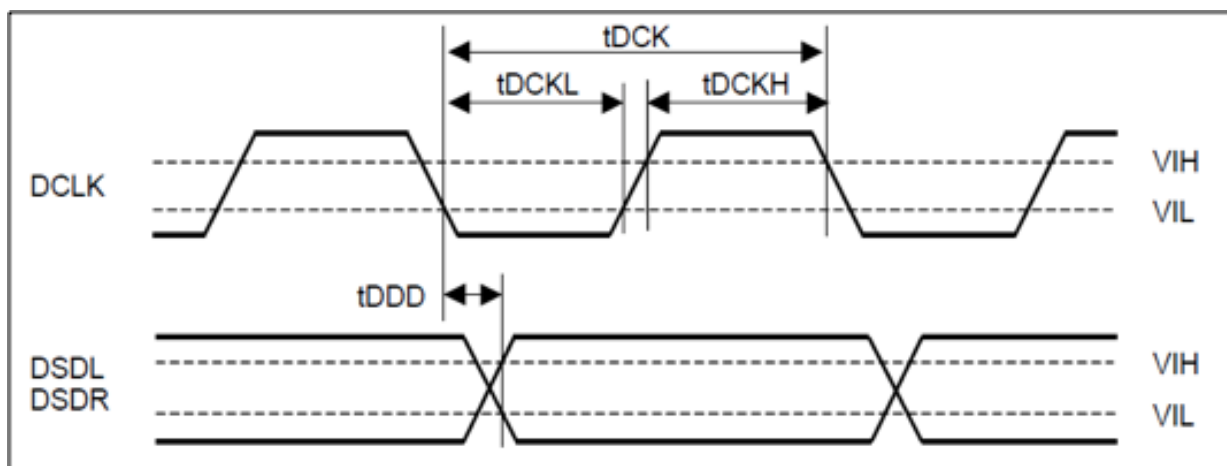 tDCK
tDCKL
tDCKH
DCLK
VIH
VIL
tDDD
DSDL
DSDR
VIH
VIL